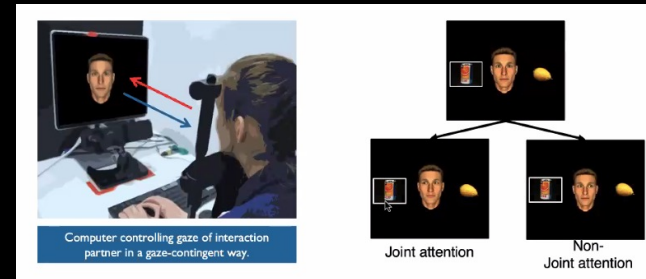 Computer controlling gaze of interaction
partner in a gaze-contingent way.
Joint attention
Non-
Joint attention